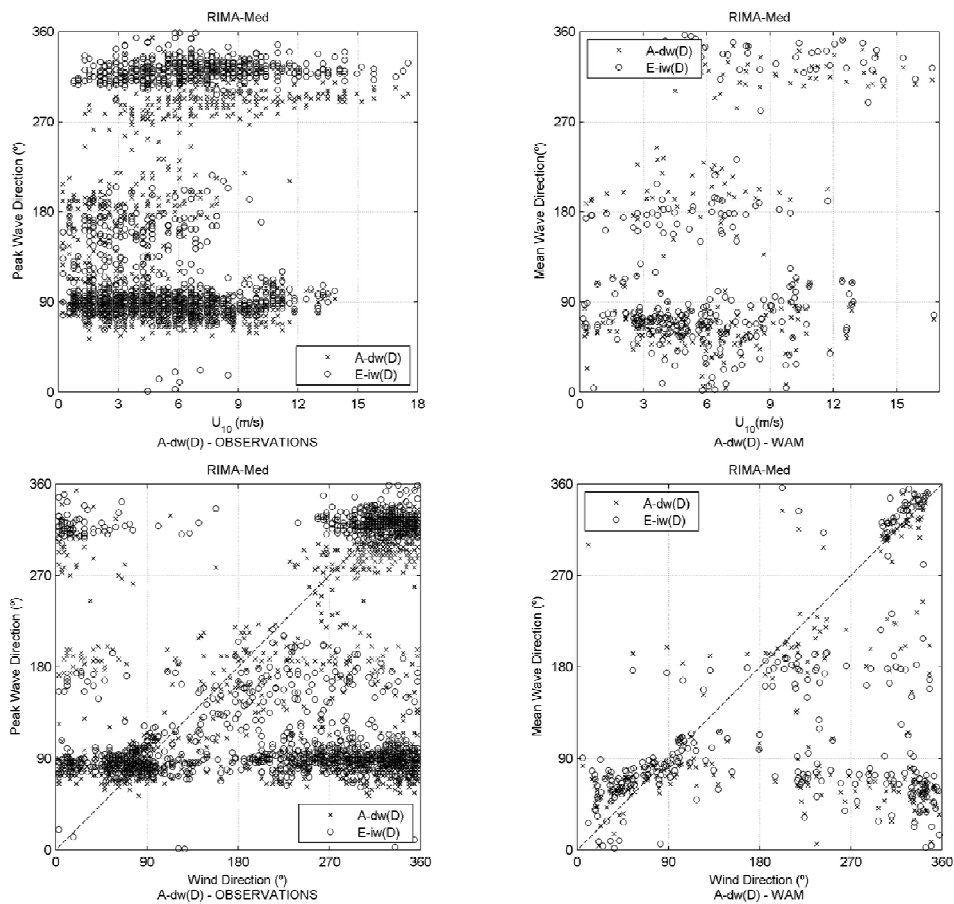 RIMA-Med
360
270
180
90
0
Peak Wave Direction (º)
A-dw(D)
E-iw(D)
0 3 6 9 12 15 18
U10 (m/s)
A-dw(D) - OBSERVATIONS
RIMA-Med
360
270
180
90
0
Mean Wave Direction(º)
A-dw(D)
E-iw(D)
0 3 6 9 12 15
U10(m/s)
A-dw(D) - WAM
RIMA-Med
360
270
180
90
0
Peak Wave Direction (º)
A-dw(D)
E-iw(D)
0 90 180 270 360
Wind Direction (º)
A-dw(D) - OBSERVATIONS
RIMA-Med
360
270
180
90
0
Mean Wave Direction (º)
A-dw(D)
E-iw(D)
0 90 180 270 360
Wind Direction (º)
A-dw(D) - WAM